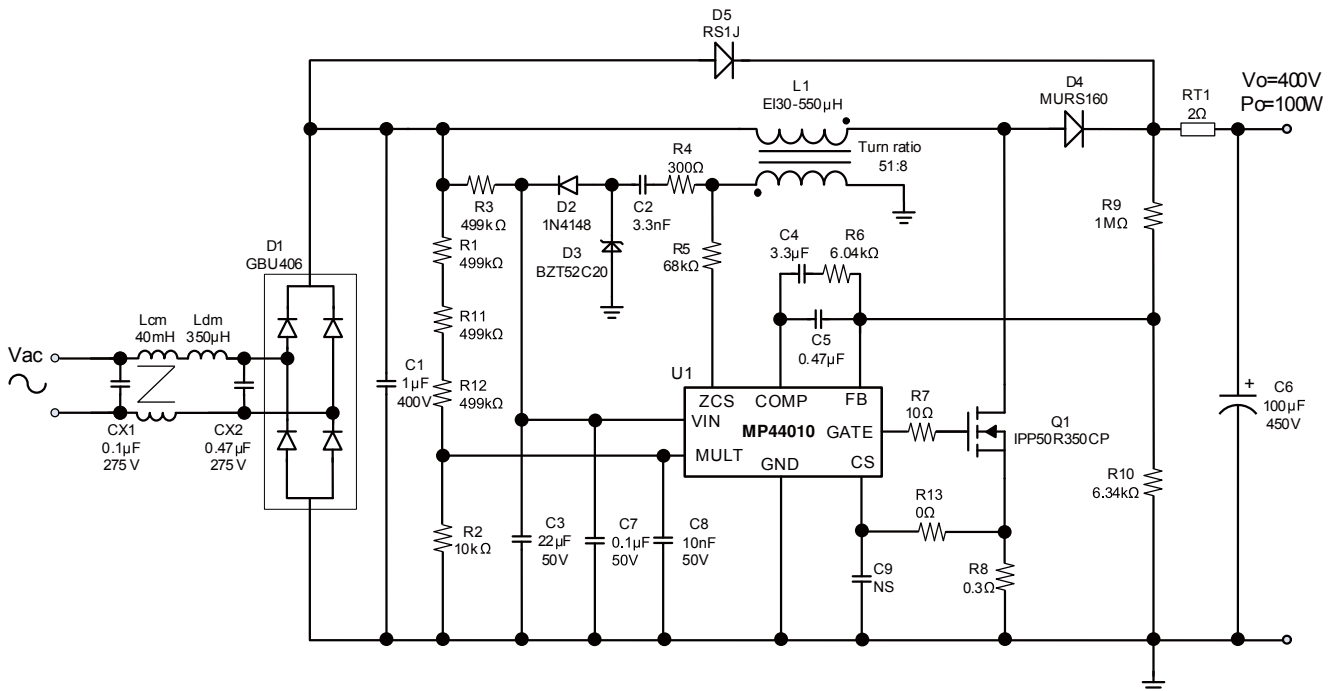 D5
RS1J
L1
EI30-550µH
D4
MURS160
RT1
2Ω
Vo=400V
Po=100W
Turn ratio
51:8
R4
300Ω
R3
499kΩ
D2
1N4148
C2
3.3nF
D3
BZT52C20
R5
68kΩ
C4
3.3µF
R6
6.04kΩ
C5
0.47µF
R9
1MΩ
D1
GBU406
R1
499kΩ
R11
499kΩ
R12
499kΩ
Lcm
40mH
Ldm
350µH
Vac
CX1
0.1µF
275V
CX2
0.47µF
275V
C1
1µF
400V
U1
ZCS
COMP
FB
VIN
MP44010
GATE
MULT
GND
CS
R7
10Ω
Q1
IPP50R350CP
+
C6
100µF
450V
R10
6.34kΩ
R13
0Ω
R2
10kΩ
C3
22µF
50V
C7
0.1µF
50V
C8
10nF
50V
C9
NS
R8
0.3Ω